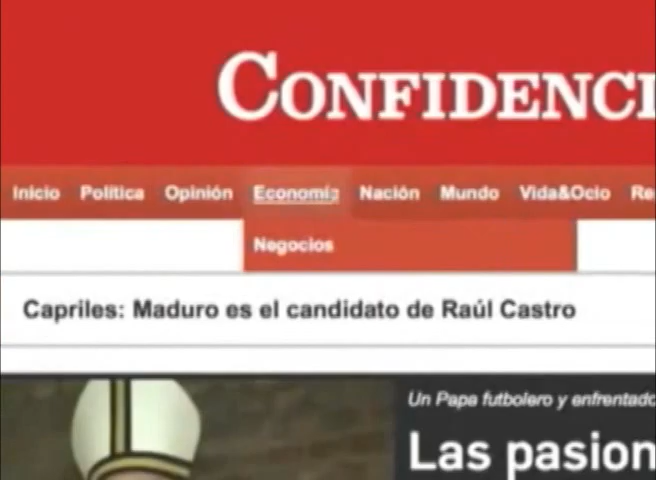 CONFIDENCI
Inicio Política Opinión Economía Nación Mundo Vida&Ocio Re
Negocios
Capriles: Maduro es el candidato de Raúl Castro
Un Papa futbolero y enfrentado
Las pasion